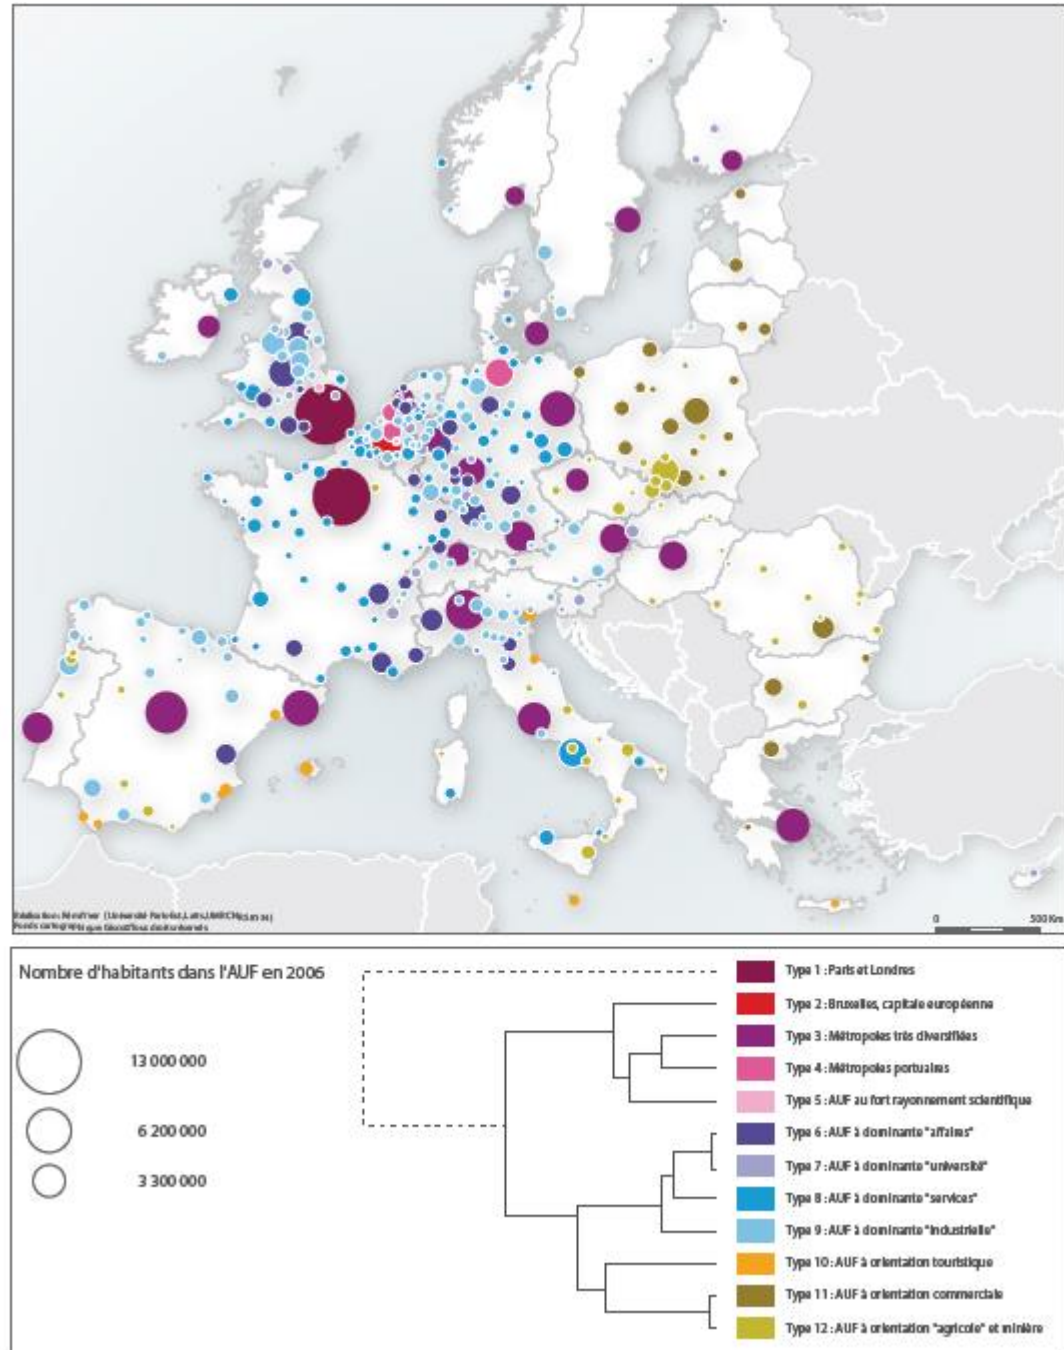 0 500 Km
Nombre d'habitants dans l'AUF en 2006
13 000 000
6 200 000
3 300 000
Type 1 : Paris et Londres
Type 2 : Bruxelles, capitale européenne
Type 3 : Métropoles très diversifiées
Type 4 : Métropoles portuaires
Type 5 : AUF au fort rayonnement scientifique
Type 6 : AUF à dominante "affaires"
Type 7 : AUF à dominante "université"
Type 8 : AUF à dominante "services"
Type 9 : AUF à dominante "industrielle"
Type 10 : AUF à orientation touristique
Type 11 : AUF à orientation commerciale
Type 12 : AUF à orientation "agricole" et minière